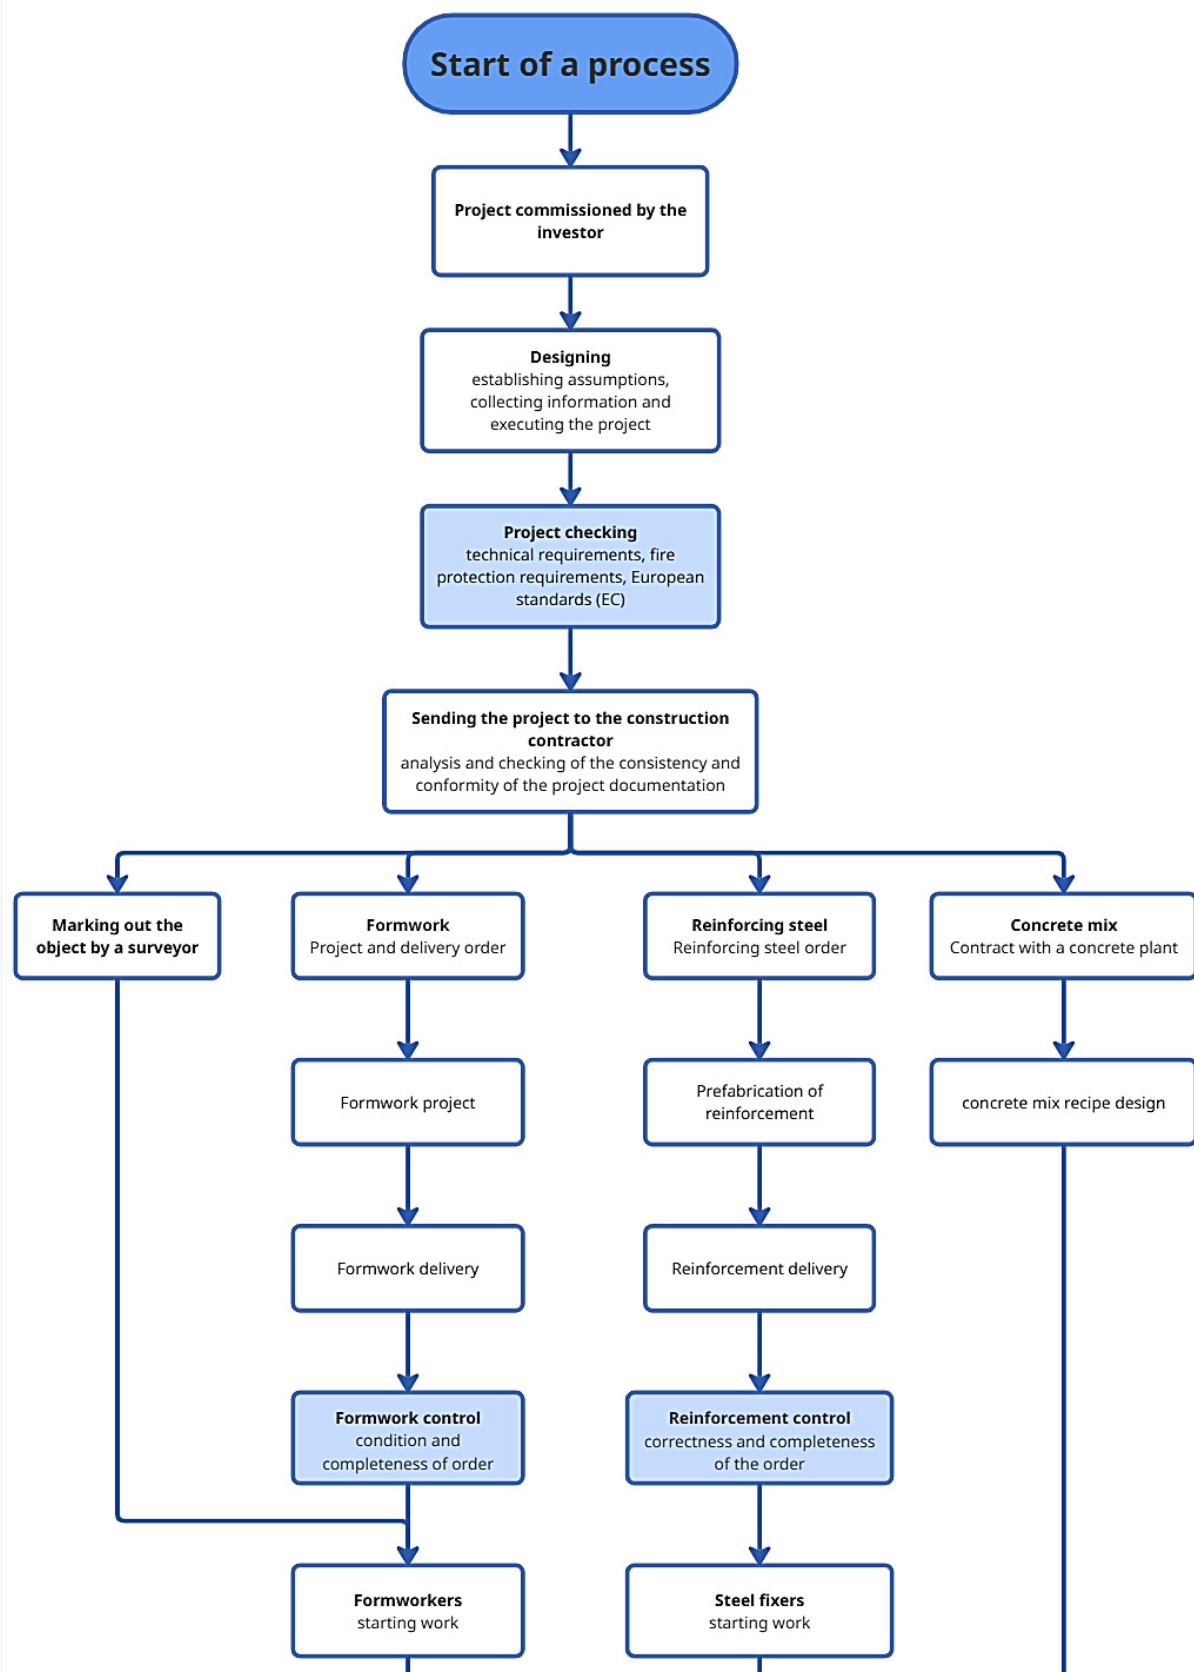 Start of a process
Project commissioned by the
investor
Designing
establishing assumptions,
collecting information and
executing the project
Project checking
technical requirements, fire
protection requirements, European
standards (EC)
Sending the project to the construction
contractor
analysis and checking of the consistency and
conformity of the project documentation
Marking out the
object by a surveyor
Formwork
Project and delivery order
Reinforcing steel
Reinforcing steel order
Concrete mix
Contract with a concrete plant
Formwork project
Prefabrication of
reinforcement
concrete mix recipe design
Formwork delivery
Reinforcement delivery
Formwork control
condition and
completeness of order
Reinforcement control
correctness and completeness
of the order
Formworkers
starting work
Steel fixers
starting work